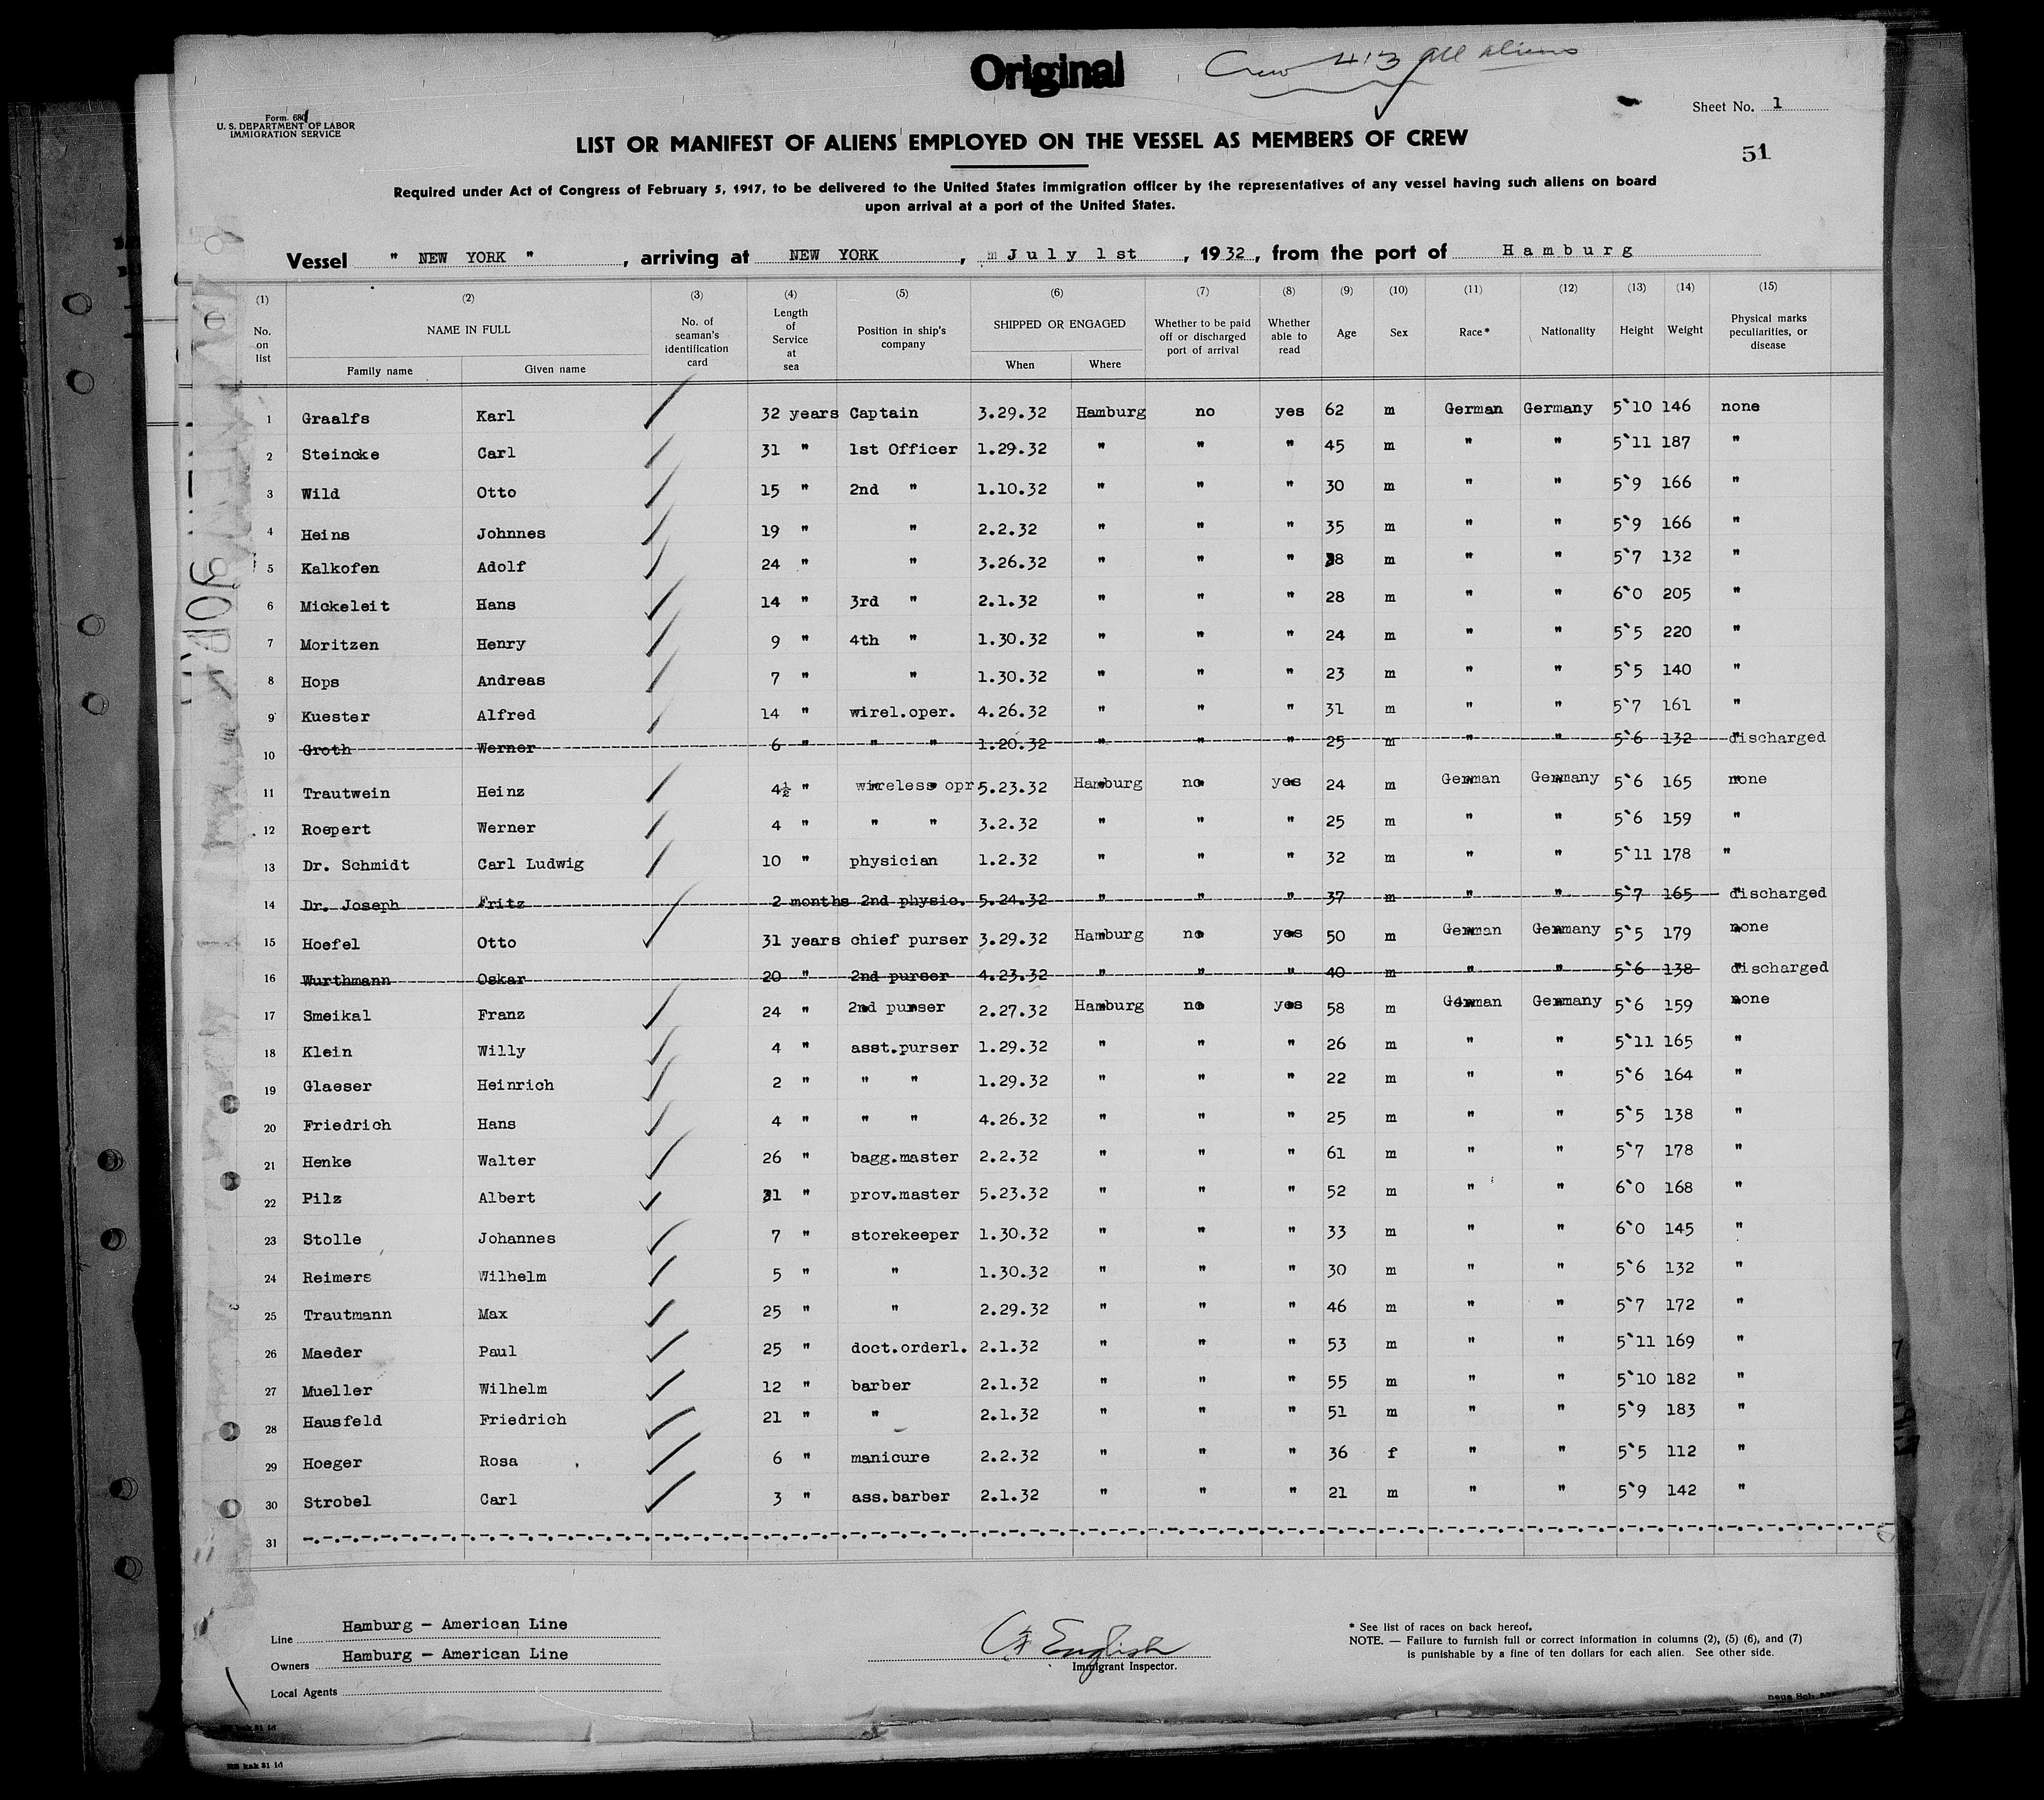 Original
Crew 413 all aliens
Form 680
U. S. DEPARTMENT OF LABOR
IMMIGRATION SERVICE
Sheet No. 1
51
LIST OR MANIFEST OF ALIENS EMPLOYED ON THE VESSEL AS MEMBERS OF CREW
Required under Act of Congress of February 5, 1917, to be delivered to the United States immigration officer by the representatives of any vessel having such aliens on board
upon arrival at a port of the United States.
Vessel " NEW YORK ", arriving at NEW YORK, July 1st, 1932, from the port of Hamburg
(1) (2) (3) (4) (5) (6) (7) (8) (9) (10) (11) (12) (13) (14) (15)
No. on list NAME IN FULL Family name Given name No. of seaman's identification card Length of Service at sea Position in ship's company SHIPPED OR ENGAGED When Where Whether to be paid off or discharged port of arrival Whether able to read Age Sex Race* Nationality Height Weight Physical marks peculiarities, or disease
1 Graalfs Karl 32 years Captain 3.29.32 Hamburg no yes 62 m German Germany 5`10 146 none
2 Steincke Carl 31 " 1st Officer 1.29.32 " " " 45 m " " 5`11 187 "
3 Wild Otto 15 " 2nd " 1.10.32 " " " 30 m " " 5`9 166 "
4 Heins Johnnes 19 " " 2.2.32 " " " 35 m " " 5`9 166 "
5 Kalkofen Adolf 24 " " 3.26.32 " " " 38 m " " 5`7 132 "
6 Mickeleit Hans 14 " 3rd " 2.1.32 " " " 28 m " " 6`0 205 "
7 Moritzen Henry 9 " 4th " 1.30.32 " " " 24 m " " 5`5 220 "
8 Hops Andreas 7 " " 1.30.32 " " " 23 m " " 5`5 140 "
9 Kuester Alfred 14 " wirel.oper. 4.26.32 " " " 31 m " " 5`7 161 "
10 Groth Werner 6 " " " 1.20.32 " " " 25 m " " 5`6 132 discharged
11 Trautwein Heinz 4½ " wireless opr 5.23.32 Hamburg no yes 24 m German Germany 5`6 165 none
12 Roepert Werner 4 " " " 3.2.32 " " " 25 m " " 5`6 159 "
13 Dr. Schmidt Carl Ludwig 10 " physician 1.2.32 " " " 32 m " " 5`11 178 "
14 Dr. Joseph Fritz 2 months 2nd physic. 5.24.32 " " " 37 m " " 5`7 165 discharged
15 Hoefel Otto 31 years chief purser 3.29.32 Hamburg no yes 50 m German Germany 5`5 179 none
16 Wurthmann Oskar 20 " 2nd purser 4.23.32 " " " 40 m " " 5`6 138 discharged
17 Smeikal Franz 24 " 2nd purser 2.27.32 Hamburg no yes 58 m German Germany 5`6 159 none
18 Klein Willy 4 " asst.purser 1.29.32 " " " 26 m " " 5`11 165 "
19 Glaeser Heinrich 2 " " " 1.29.32 " " " 22 m " " 5`6 164 "
20 Friedrich Hans 4 " " " 4.26.32 " " " 25 m " " 5`5 138 "
21 Henke Walter 26 " bagg.master 2.2.32 " " " 61 m " " 5`7 178 "
22 Pilz Albert 31 " prov.master 5.23.32 " " " 52 m " " 6`0 168 "
23 Stolle Johannes 7 " storekeeper 1.30.32 " " " 33 m " " 6`0 145 "
24 Reimers Wilhelm 5 " " 1.30.32 " " " 30 m " " 5`6 132 "
25 Trautmann Max 25 " " 2.29.32 " " " 46 m " " 5`7 172 "
26 Maeder Paul 25 " doct.orderl. 2.1.32 " " " 53 m " " 5`11 169 "
27 Mueller Wilhelm 12 " barber 2.1.32 " " " 55 m " " 5`10 182 "
28 Hausfeld Friedrich 21 " " 2.1.32 " " " 51 m " " 5`9 183 "
29 Hoeger Rosa 6 " manicure 2.2.32 " " " 36 f " " 5`5 112 "
30 Strobel Carl 3 " ass.barber 2.1.32 " " " 21 m " " 5`9 142 "
31
Line Hamburg - American Line
Owners Hamburg - American Line
Local Agents
English
Immigrant Inspector.
* See list of races on back hereof.
NOTE. — Failure to furnish full or correct information in columns (2), (5) (6), and (7)
is punishable by a fine of ten dollars for each alien. See other side.